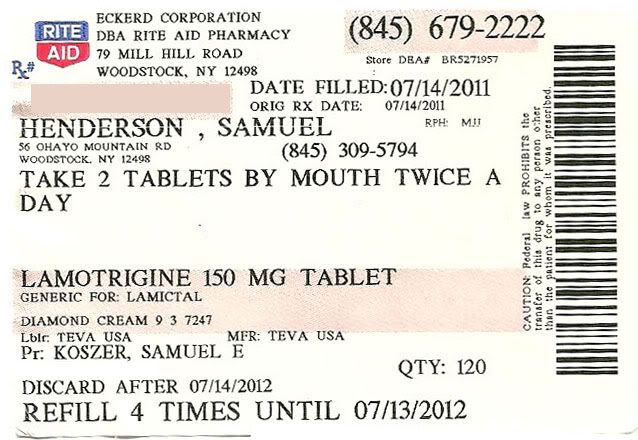 RITE
AID
ECKERD CORPORATION
DBA RITE AID PHARMACY
79 MILL HILL ROAD
WOODSTOCK, NY 12498
(845) 679-2222
Store DEA# BR5271957
Rx#
DATE FILLED:07/14/2011
ORIG RX DATE: 07/14/2011
HENDERSON , SAMUEL
RPH: MJJ
56 OHAYO MOUNTAIN RD
WOODSTOCK, NY 12498
(845) 309-5794
TAKE 2 TABLETS BY MOUTH TWICE A
DAY
LAMOTRIGINE 150 MG TABLET
GENERIC FOR: LAMICTAL
DIAMOND CREAM 9 3 7247
Lblr: TEVA USA MFR: TEVA USA
Pr: KOSZER, SAMUEL E
QTY: 120
DISCARD AFTER 07/14/2012
REFILL 4 TIMES UNTIL 07/13/2012
CAUTION: Federal law PROHIBITS the
transfer of this drug to any person other
than the patient for whom it was prescribed.